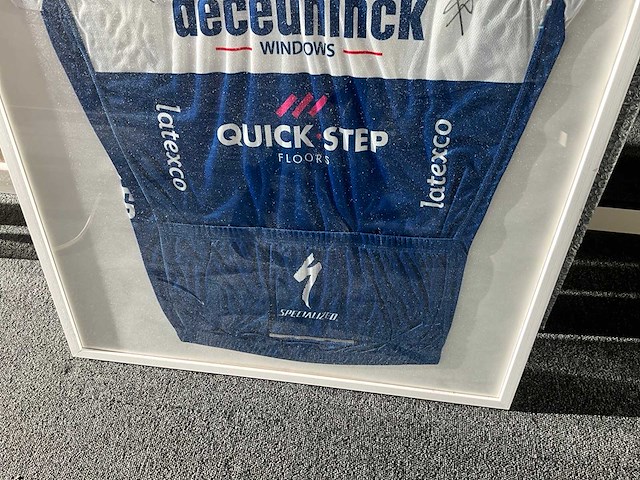 deceuninck
WINDOWS
latexco
QUICK·STEP
FLOORS
latexco
SPECIALIZED